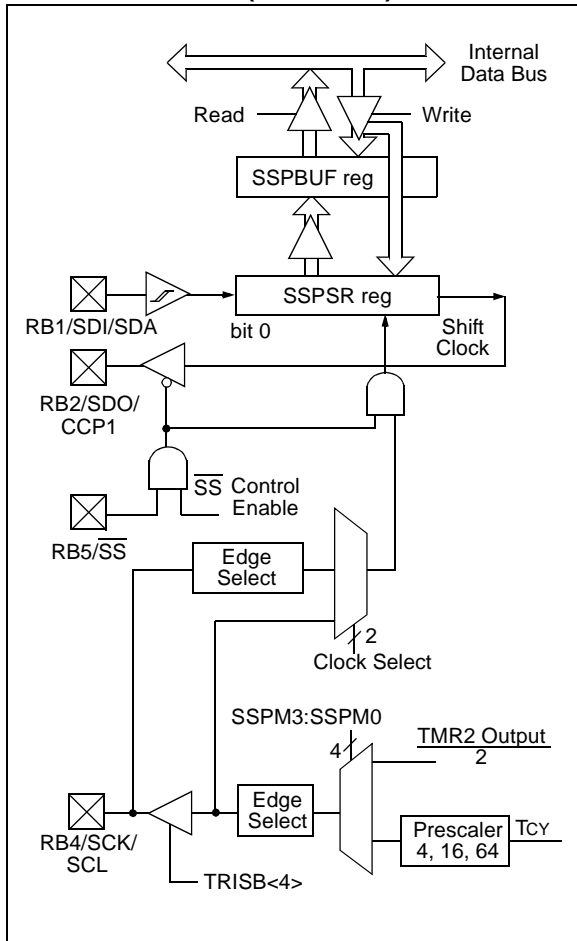 Internal
Data Bus
Read
Write
SSPBUF reg
SSPSR reg
RB1/SDI/SDA
bit 0
Shift
Clock
RB2/SDO/
CCP1
SS Control
Enable
RB5/SS
Edge
Select
2
Clock Select
SSPM3:SSPM0
TMR2 Output
2
4
Edge
Select
Prescaler
4, 16, 64
TCY
RB4/SCK/
SCL
TRISB<4>